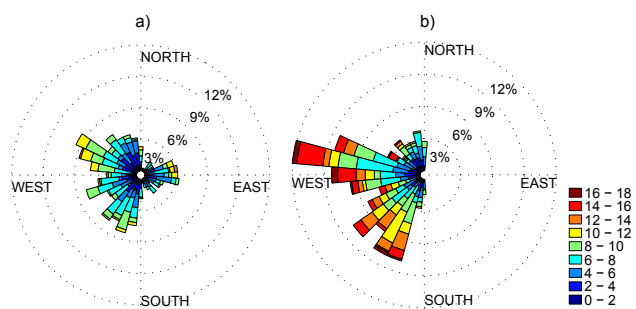 a)
NORTH
12%
9%
6%
3%
WEST
EAST
SOUTH
b)
NORTH
12%
9%
6%
3%
WEST
EAST
SOUTH
16 − 18
14 − 16
12 − 14
10 − 12
8 − 10
6 − 8
4 − 6
2 − 4
0 − 2